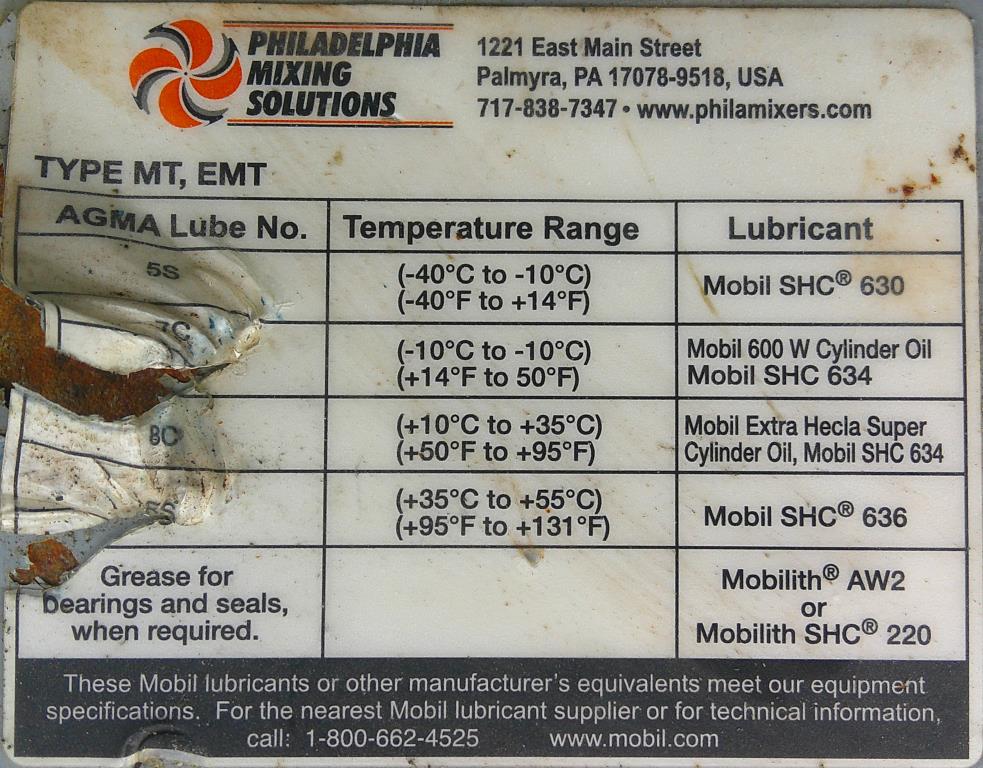 PHILADELPHIA
MIXING
SOLUTIONS
1221 East Main Street
Palmyra, PA 17078-9518, USA
717-838-7347 • www.philamixers.com
TYPE MT, EMT
AGMA Lube No.
Temperature Range
Lubricant
5S
(-40°C to -10°C)
(-40°F to +14°F)
Mobil SHC® 630
7C
(-10°C to -10°C)
(+14°F to 50°F)
Mobil 600 W Cylinder Oil
Mobil SHC 634
8C
(+10°C to +35°C)
(+50°F to +95°F)
Mobil Extra Hecla Super
Cylinder Oil, Mobil SHC 634
(+35°C to +55°C)
(+95°F to +131°F)
Mobil SHC® 636
Grease for
bearings and seals,
when required.
Mobilith® AW2
or
Mobilith SHC® 220
These Mobil lubricants or other manufacturer's equivalents meet our equipment
specifications. For the nearest Mobil lubricant supplier or for technical information,
call: 1-800-662-4525 www.mobil.com